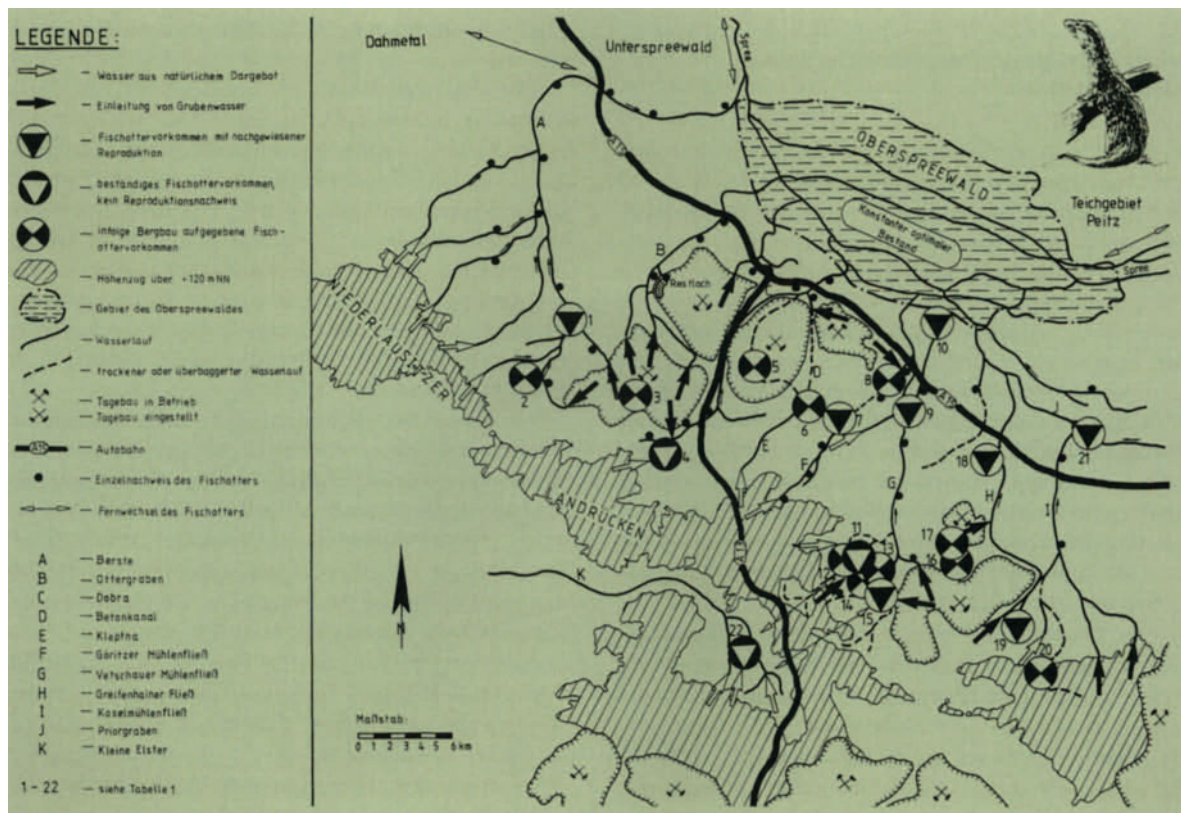 LEGENDE:
– Wasser aus natürlichem Dargebot
– Einleitung von Grubenwasser
– Fischottervorkommen mit nachgewiesener
Reproduktion
– beständiges Fischottervorkommen,
kein Reproduktionsnachweis
– infolge Bergbau aufgegebene Fisch-
ottervorkommen
– Höhenzug über +120 m NN
– Gebiet des Oberspreewaldes
– Wasserlauf
– trockener oder überbaggerter Wasserlauf
– Tagebau in Betrieb
– Tagebau eingestellt
A15 – Autobahn
– Einzelnachweis des Fischotters
– Fernwechsel des Fischotters
A – Berste
B – Ottergraben
C – Dobra
D – Betonkanal
E – Kleptna
F – Göritzer Mühlenfließ
G – Vetschauer Mühlenfließ
H – Greifenhainer Fließ
I – Koselmühlenfließ
J – Priorgraben
K – Kleine Elster
1 – 22 – siehe Tabelle 1
Dahmetal
Unterspreewald
Spree
A
A13
OBERSPREEWALD
Konstanter optimaler
Bestand
Teichgebiet
Peitz
Spree
B
Restloch
NIEDERLAUSITZER
LANDRÜCKEN
1
2
3
4
5
6
7
8
9
10
D
A15
E
F
G
H
I
J
18
21
11
13
17
16
14
15
19
20
K
22
N
Maßstab:
0 1 2 3 4 5 6 km